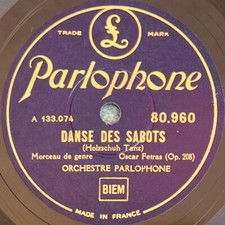 TRADE MARK
£
Parlophone
A 133.074 80,960
DANSE DES SABOTS
(Holzschuh Tanz)
Morceau de genre Oscar Fetras (Op. 208)
ORCHESTRE PARLOPHONE
BIEM
MADE IN FRANCE